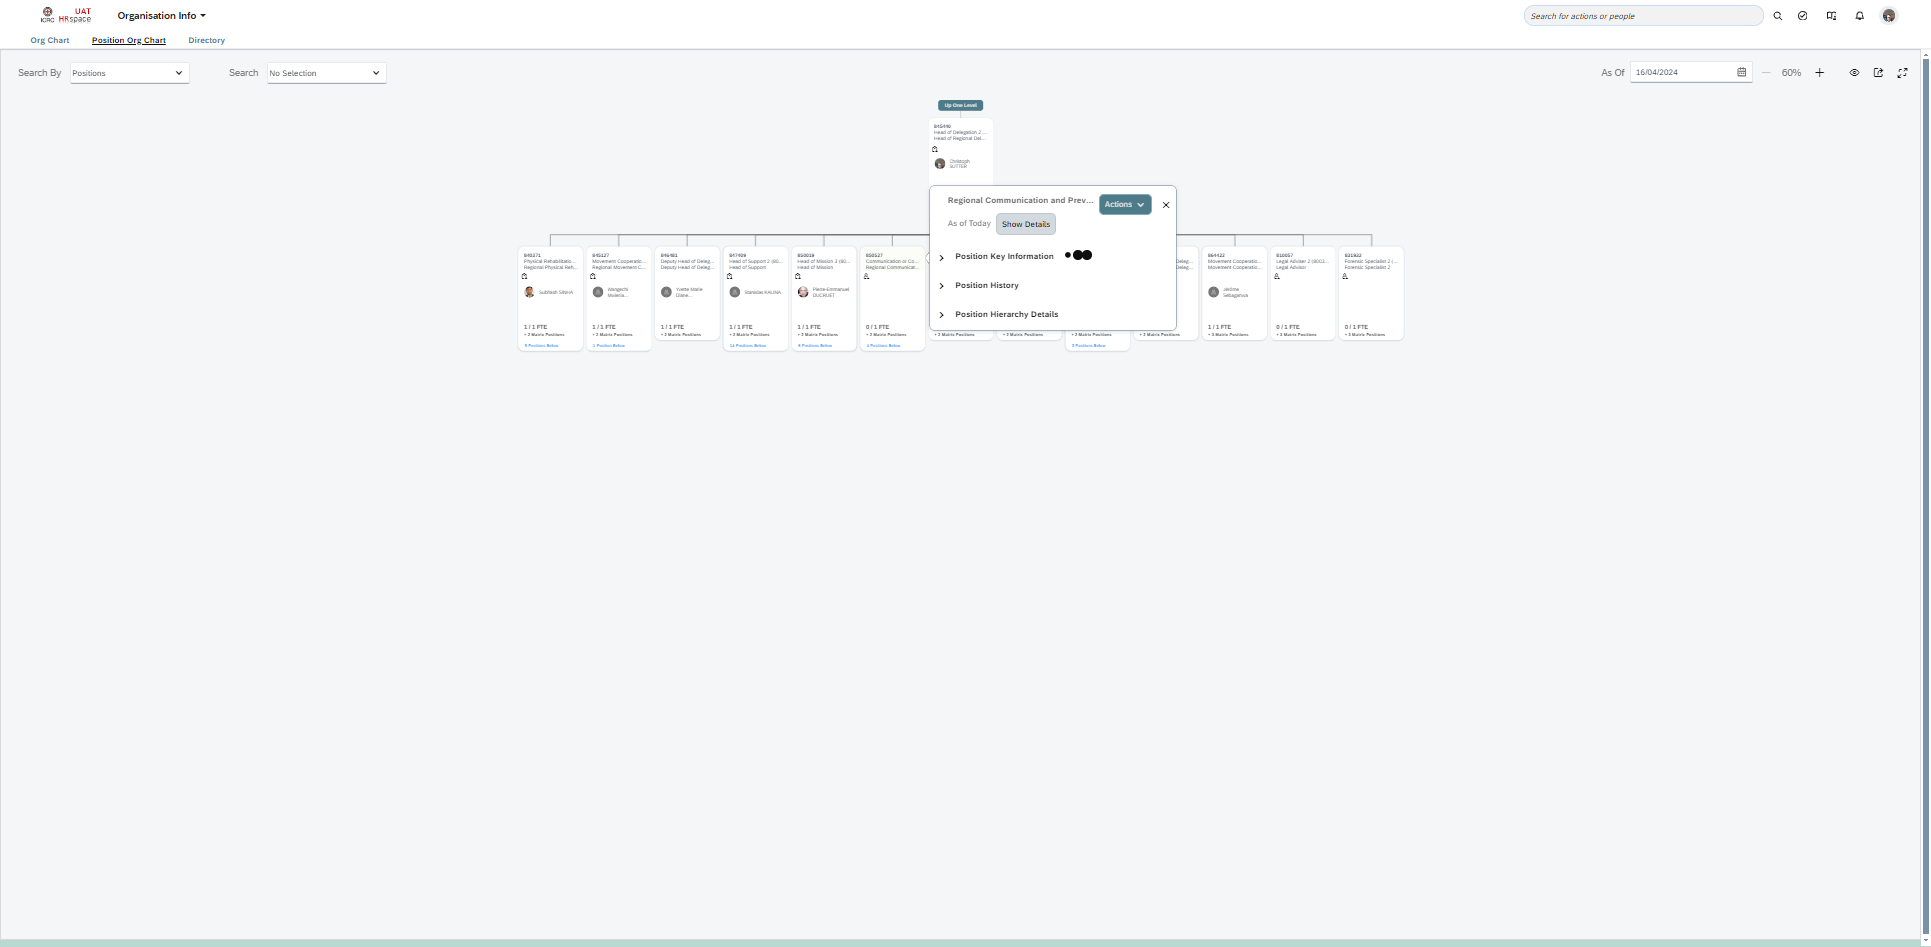 ICRC
UAT
HRspace
Organisation Info
Search for actions or people
Org Chart
Position Org Chart
Directory
Search By
Positions
Search
No Selection
As Of
16/04/2024
60%
Up One Level
845440
Head of Delegation 2 ...
Head of Regional Del...
Christoph
SUTTER
Regional Communication and Prev...
Actions
As of Today
Show Details
Position Key Information
Position History
Position Hierarchy Details
Physical Rehabilitatio...
Regional Physical Reh...
Subhash SINHA
1 / 1 FTE
+ 2 Matrix Positions
9 Positions Below
845127
Movement Cooperatio...
Regional Movement C...
Wangechi
1 / 1 FTE
+ 2 Matrix Positions
1 Position Below
846481
Deputy Head of Deleg...
Deputy Head of Deleg...
Yvette Marie
Diane...
1 / 1 FTE
+ 2 Matrix Positions
847409
Head of Support 2 (80...
Head of Support
Stanislas KALINA
1 / 1 FTE
+ 2 Matrix Positions
11 Positions Below
850019
Head of Mission 3 (80...
Head of Mission
Pierre-Emmanuel
DUCRUET
1 / 1 FTE
+ 2 Matrix Positions
8 Positions Below
850527
Communication or Co...
Regional Communicat...
0 / 1 FTE
+ 2 Matrix Positions
4 Positions Below
+ 2 Matrix Positions
+ 2 Matrix Positions
+ 2 Matrix Positions
3 Positions Below
Deleg...
Deleg...
+ 2 Matrix Positions
864422
Movement Cooperatio...
Movement Cooperatio...
Jérôme
Sebaganwa
1 / 1 FTE
+ 3 Matrix Positions
810057
Legal Adviser 2 (8003...
Legal Advisor
0 / 1 FTE
+ 3 Matrix Positions
821932
Forensic Specialist 2 (...
Forensic Specialist 2
0 / 1 FTE
+ 3 Matrix Positions